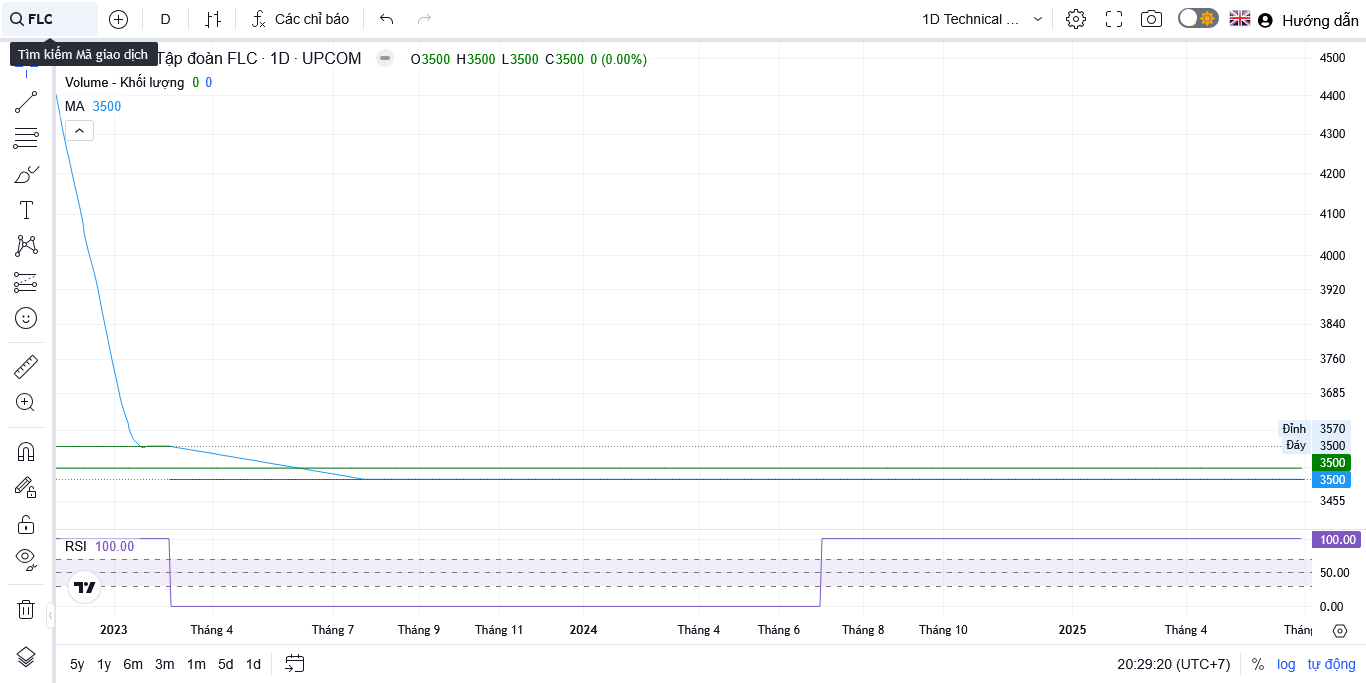 FLC
D
Các chỉ báo
1D Technical ...
Hướng dẫn
Tìm kiếm Mã giao dịch
Tập đoàn FLC · 1D · UPCOM
O3500 H3500 L3500 C3500 0 (0.00%)
Volume - Khối lượng 0 0
MA 3500
4500
4400
4300
4200
4100
4000
3920
3840
3760
3685
Đỉnh 3570
Đáy 3500
3500
3500
3455
RSI 100.00
100.00
50.00
0.00
2023 Tháng 4 Tháng 7 Tháng 9 Tháng 11 2024 Tháng 4 Tháng 6 Tháng 8 Tháng 10 2025 Tháng 4 Tháng
5y 1y 6m 3m 1m 5d 1d
20:29:20 (UTC+7) % log tự động